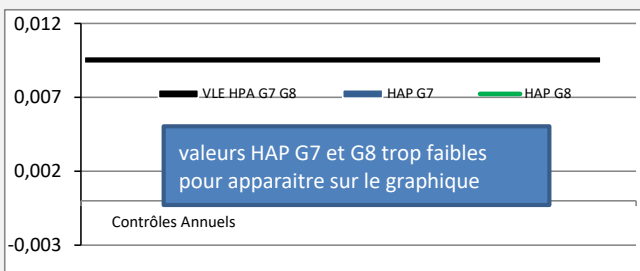 0,012
0,007
VLE HPA G7 G8 HAP G7 HAP G8
valeurs HAP G7 et G8 trop faibles
pour apparaitre sur le graphique
0,002
Contrôles Annuels
-0,003